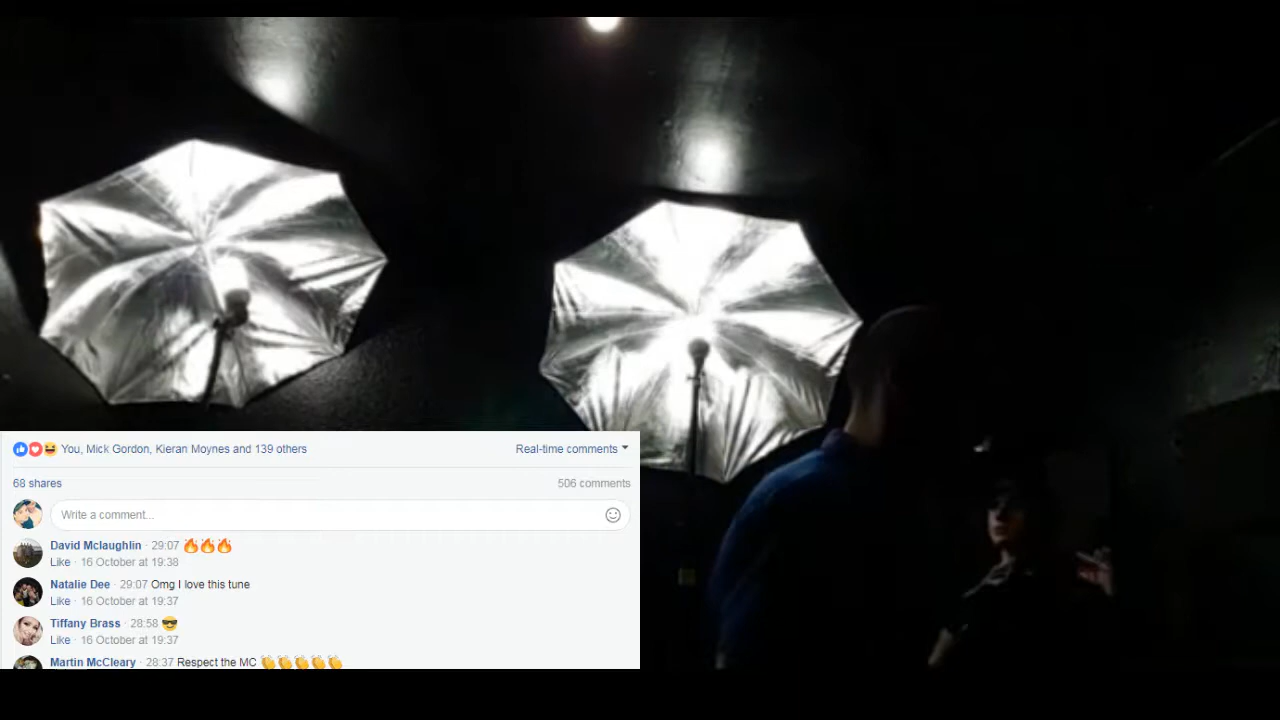 You, Mick Gordon, Kieran Moynes and 139 others
Real-time comments
68 shares
506 comments
Write a comment...
David Mclaughlin · 29:07 🔥🔥🔥
Like · 16 October at 19:38
Natalie Dee · 29:07 Omg I love this tune
Like · 16 October at 19:37
Tiffany Brass · 28:58 😎
Like · 16 October at 19:37
Martin McCleary · 28:37 Respect the MC 👏👏👏👏👏